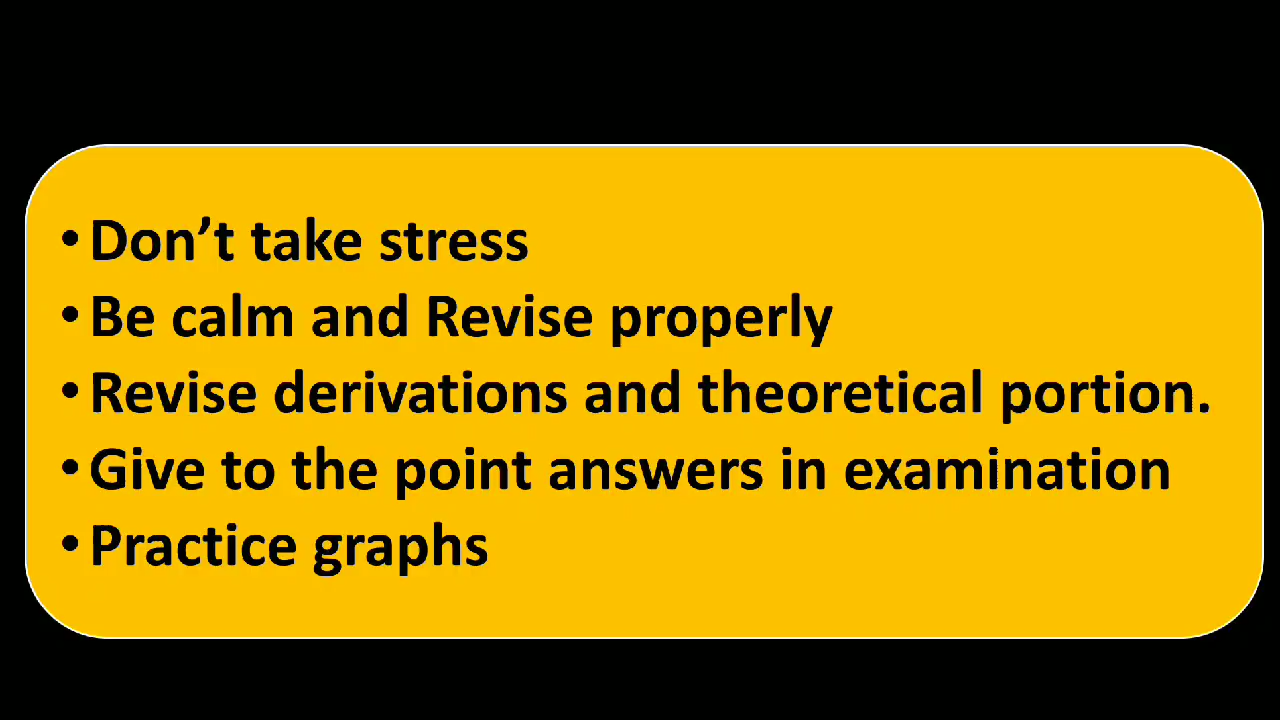 • Don’t take stress
• Be calm and Revise properly
• Revise derivations and theoretical portion.
• Give to the point answers in examination
• Practice graphs